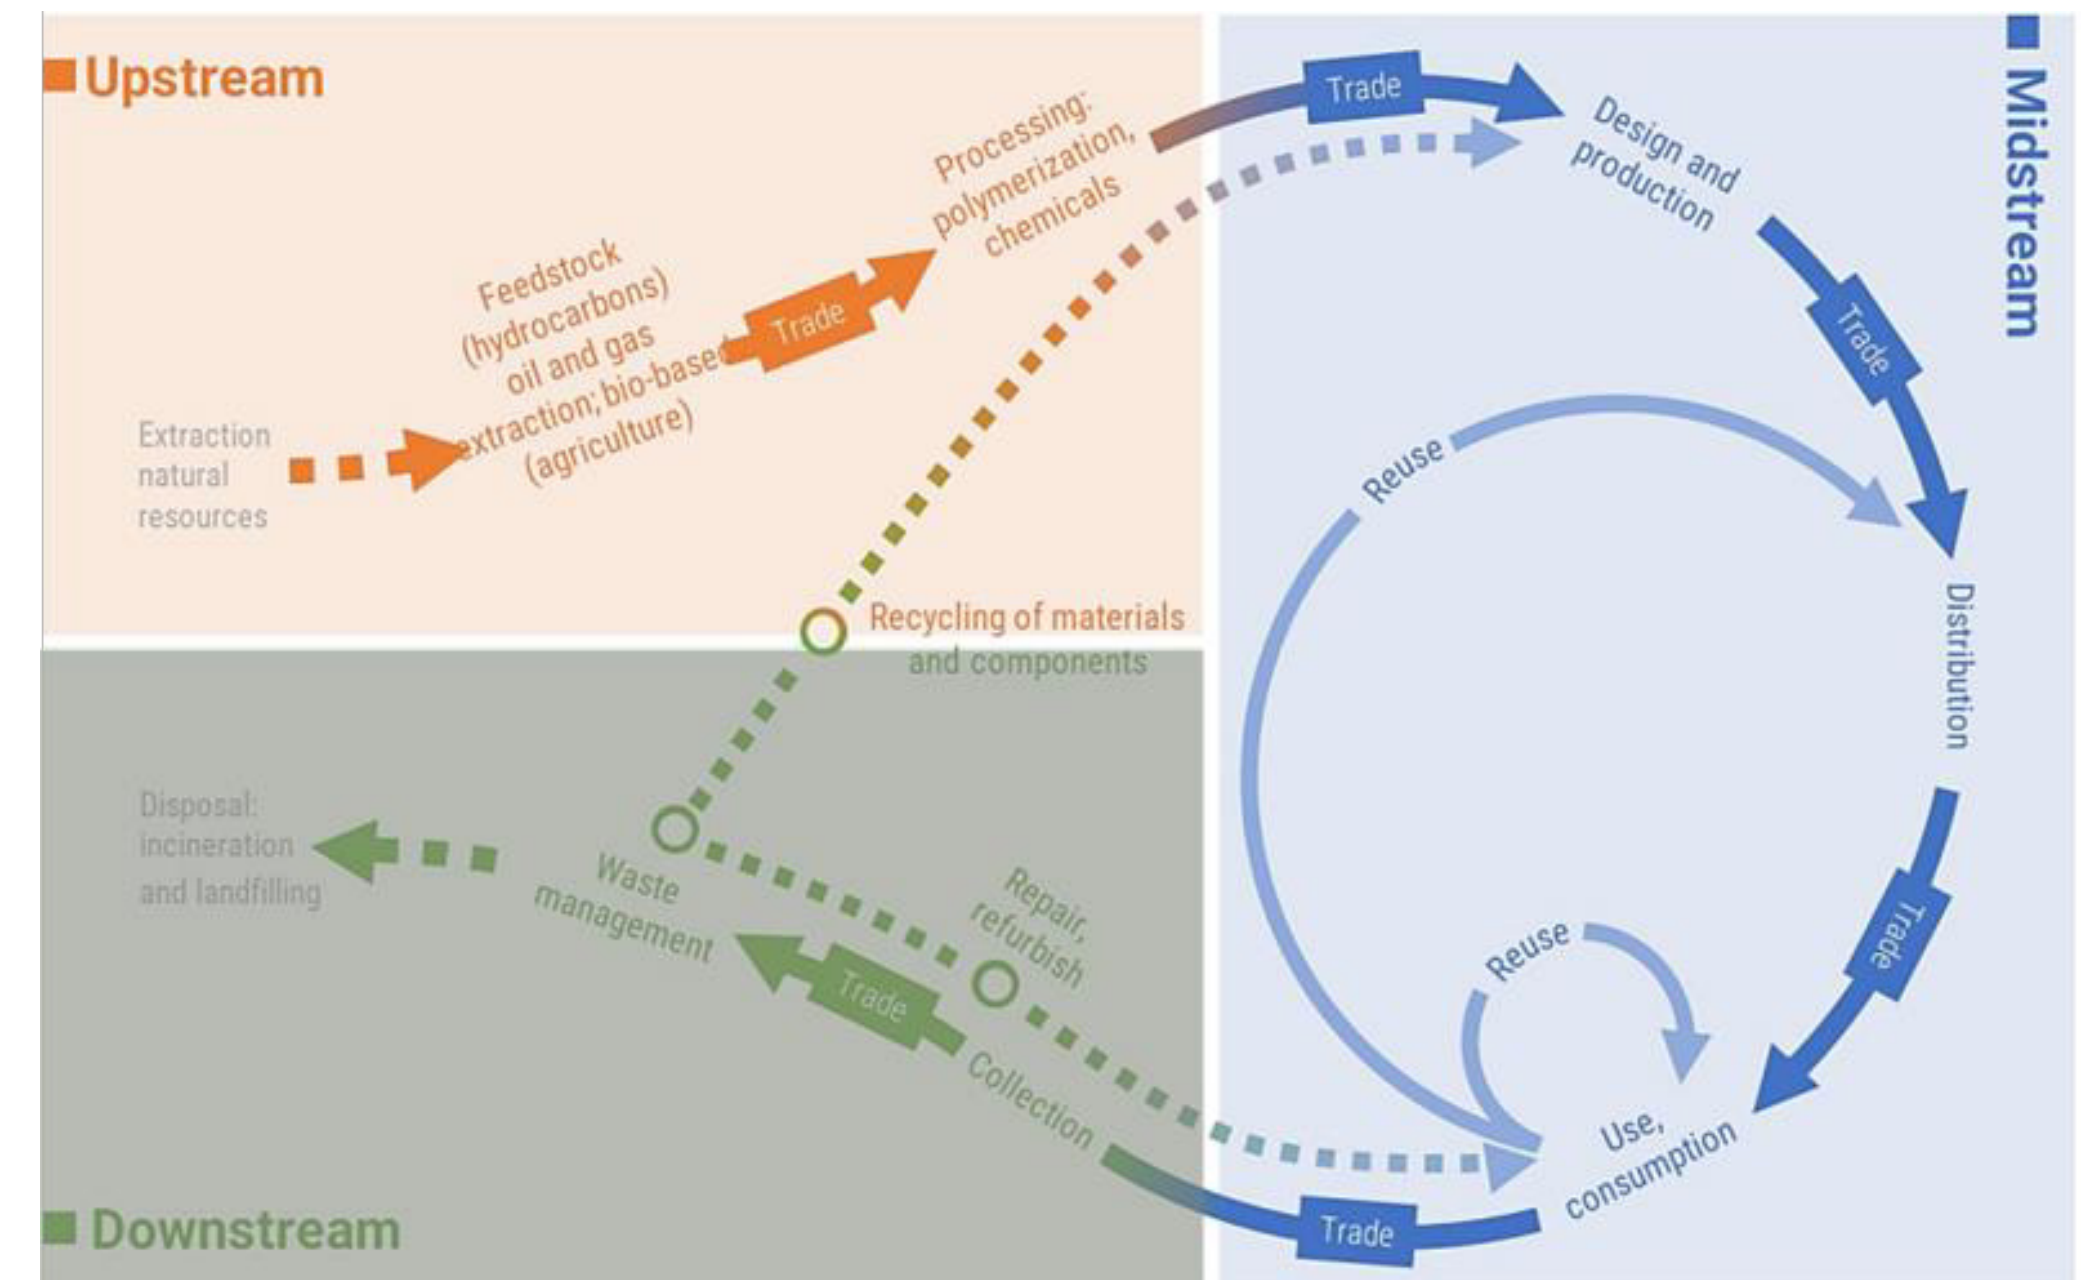 Upstream
Extraction
natural
resources
Feedstock
(hydrocarbons)
oil and gas
extraction; bio-based
(agriculture)
Trade
Processing:
polymerization,
chemicals
Trade
Midstream
Design and
production
Trade
Distribution
Trade
Use,
consumption
Reuse
Reuse
Trade
Collection
Trade
Repair,
refurbish
Waste
management
Recycling of materials
and components
Disposal:
incineration
and landfilling
Downstream